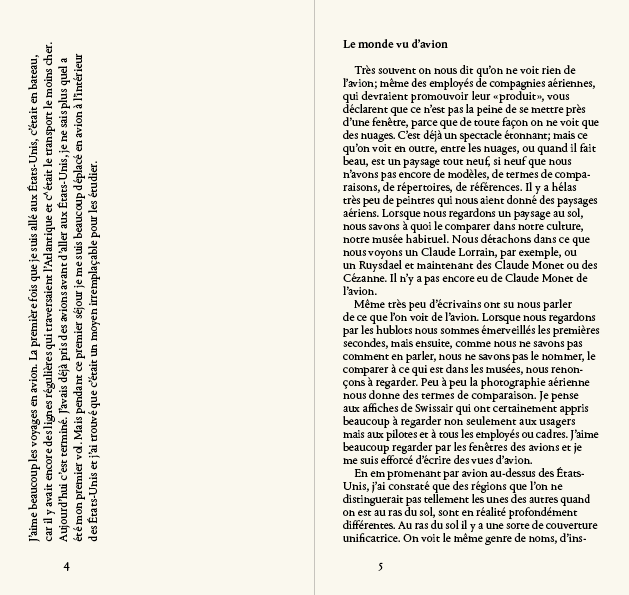 J'aime beaucoup les voyages en avion. La première fois que je suis allé aux États-Unis, c'était en bateau,
car il y avait encore des lignes régulières qui traversaient l'Atlantique et c'était le transport le moins cher.
Aujourd'hui c'est terminé. J'avais déjà pris des avions avant d'aller aux États-Unis, je ne sais plus quel a
été mon premier vol. Mais pendant ce premier séjour je me suis beaucoup déplacé en avion à l'intérieur
des États-Unis et j'ai trouvé que c'était un moyen irremplaçable pour les étudier.
4
Le monde vu d'avion
Très souvent on nous dit qu'on ne voit rien de
l'avion; même des employés de compagnies aériennes,
qui devraient promouvoir leur «produit», vous
déclarent que ce n'est pas la peine de se mettre près
d'une fenêtre, parce que de toute façon on ne voit que
des nuages. C'est déjà un spectacle étonnant; mais ce
qu'on voit en outre, entre les nuages, ou quand il fait
beau, est un paysage tout neuf, si neuf que nous
n'avons pas encore de modèles, de termes de compa-
raisons, de répertoires, de références. Il y a hélas
très peu de peintres qui nous aient donné des paysages
aériens. Lorsque nous regardons un paysage au sol,
nous savons à quoi le comparer dans notre culture,
notre musée habituel. Nous détachons dans ce que
nous voyons un Claude Lorrain, par exemple, ou
un Ruysdael et maintenant des Claude Monet ou des
Cézanne. Il n'y a pas encore eu de Claude Monet de
l'avion.
Même très peu d'écrivains ont su nous parler
de ce que l'on voit de l'avion. Lorsque nous regardons
par les hublots nous sommes émerveillés les premières
secondes, mais ensuite, comme nous ne savons pas
comment en parler, nous ne savons pas le nommer, le
comparer à ce qui est dans les musées, nous renon-
çons à regarder. Peu à peu la photographie aérienne
nous donne des termes de comparaison. Je pense
aux affiches de Swissair qui ont certainement appris
beaucoup à regarder non seulement aux usagers
mais aux pilotes et à tous les employés ou cadres. J'aime
beaucoup regarder par les fenêtres des avions et je
me suis efforcé d'écrire des vues d'avion.
En em promenant par avion au-dessus des États-
Unis, j'ai constaté que des régions que l'on ne
distinguerait pas tellement les unes des autres quand
on est au ras du sol, sont en réalité profondément
différentes. Au ras du sol il y a une sorte de couverture
unificatrice. On voit le même genre de noms, d'ins-
5